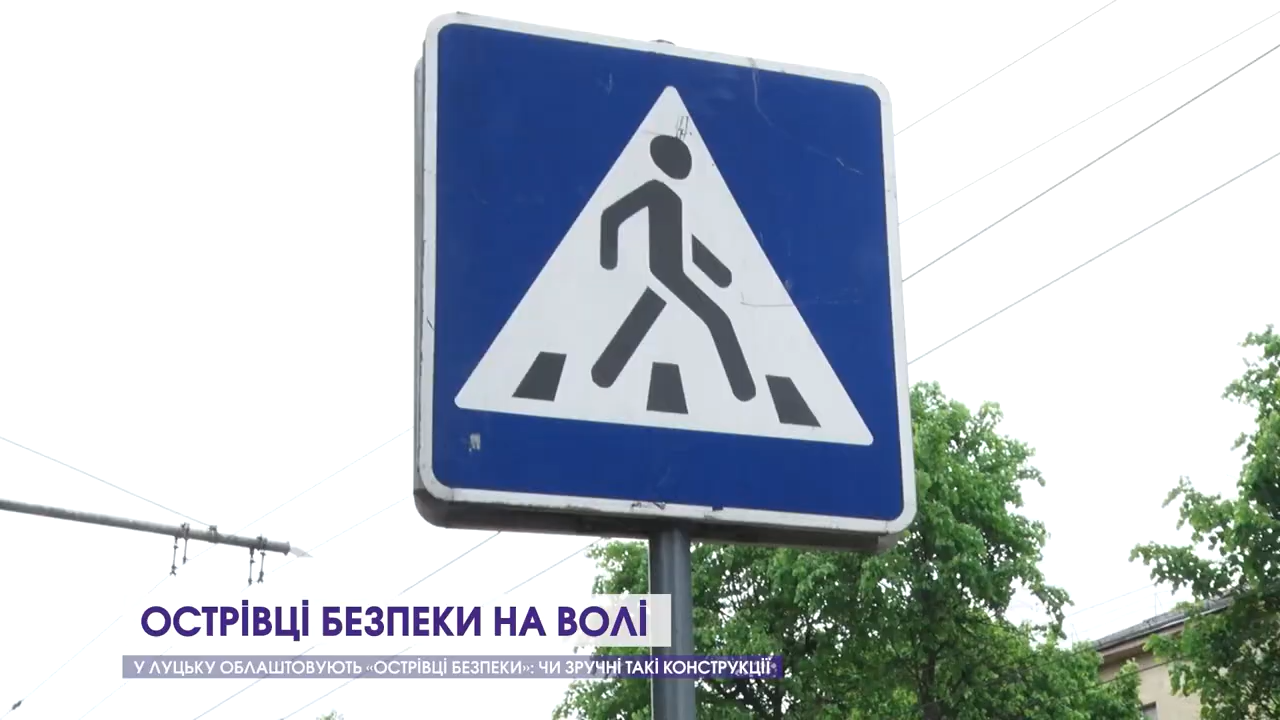 ОСТРІВЦІ БЕЗПЕКИ НА ВОЛІ
У ЛУЦЬКУ ОБЛАШТОВУЮТЬ «ОСТРІВЦІ БЕЗПЕКИ»: ЧИ ЗРУЧНІ ТАКІ КОНСТРУКЦІЇ